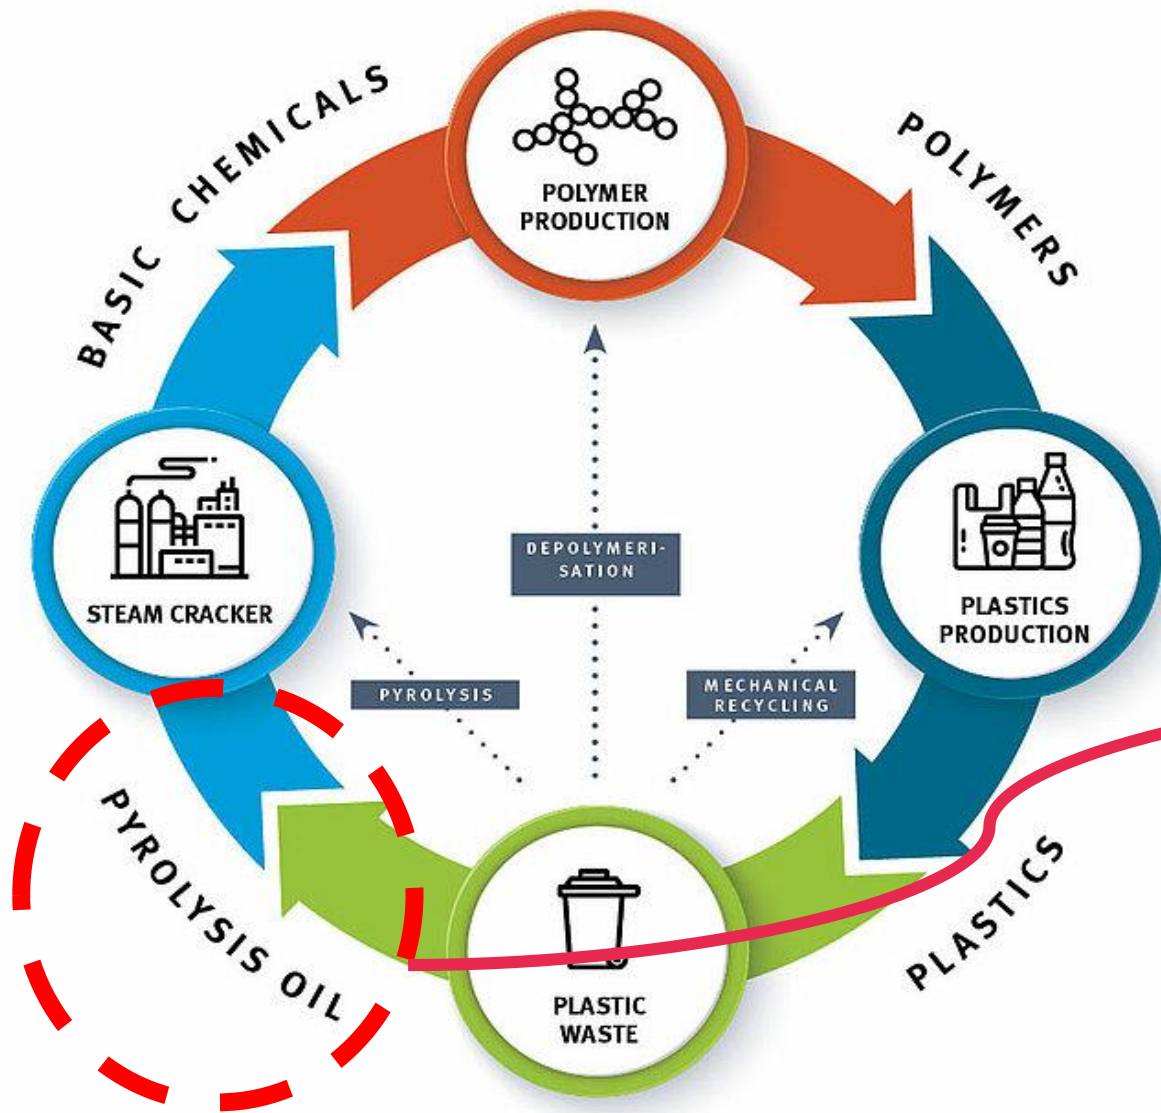 BASIC CHEMICALS
POLYMERS
POLYMER
PRODUCTION
STEAM CRACKER
DEPOLYMERI-
SATION
PYROLYSIS
MECHANICAL
RECYCLING
PLASTICS
PRODUCTION
PYROLYSIS OIL
PLASTIC
WASTE
PLASTICS